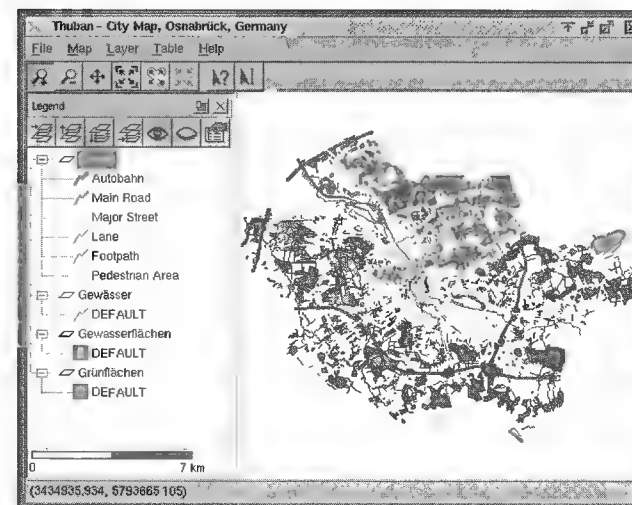 Thuban - City Map, Osnabrück, Germany
File Map Layer Table Help
Legend
Autobahn
Main Road
Major Street
Lane
Footpath
Pedestrian Area
Gewässer
DEFAULT
Gewasserflächen
DEFAULT
Grünflächen
DEFAULT
0 7 km
(3434935.934, 5793665 105)